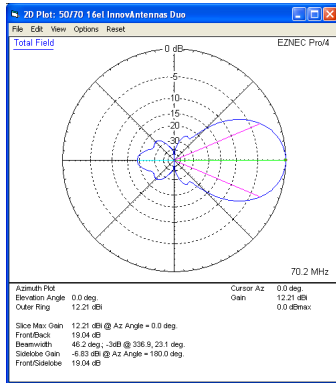 2D Plot: 50/70 16el InnovAntennas Duo
File Edit View Options Reset
Total Field
EZNEC Pro/4
0 dB
-5
-10
-15
-20
-30
70.2 MHz
Azimuth Plot
Elevation Angle 0.0 deg.
Outer Ring 12.21 dBi
Cursor Az 0.0 deg.
Gain 12.21 dBi
0.0 dBmax
Slice Max Gain 12.21 dBi @ Az Angle = 0.0 deg.
Front/Back 19.04 dB
Beamwidth 46.2 deg.; -3dB @ 336.9, 23.1 deg.
Sidelobe Gain -6.83 dBi @ Az Angle = 180.0 deg.
Front/Sidelobe 19.04 dB